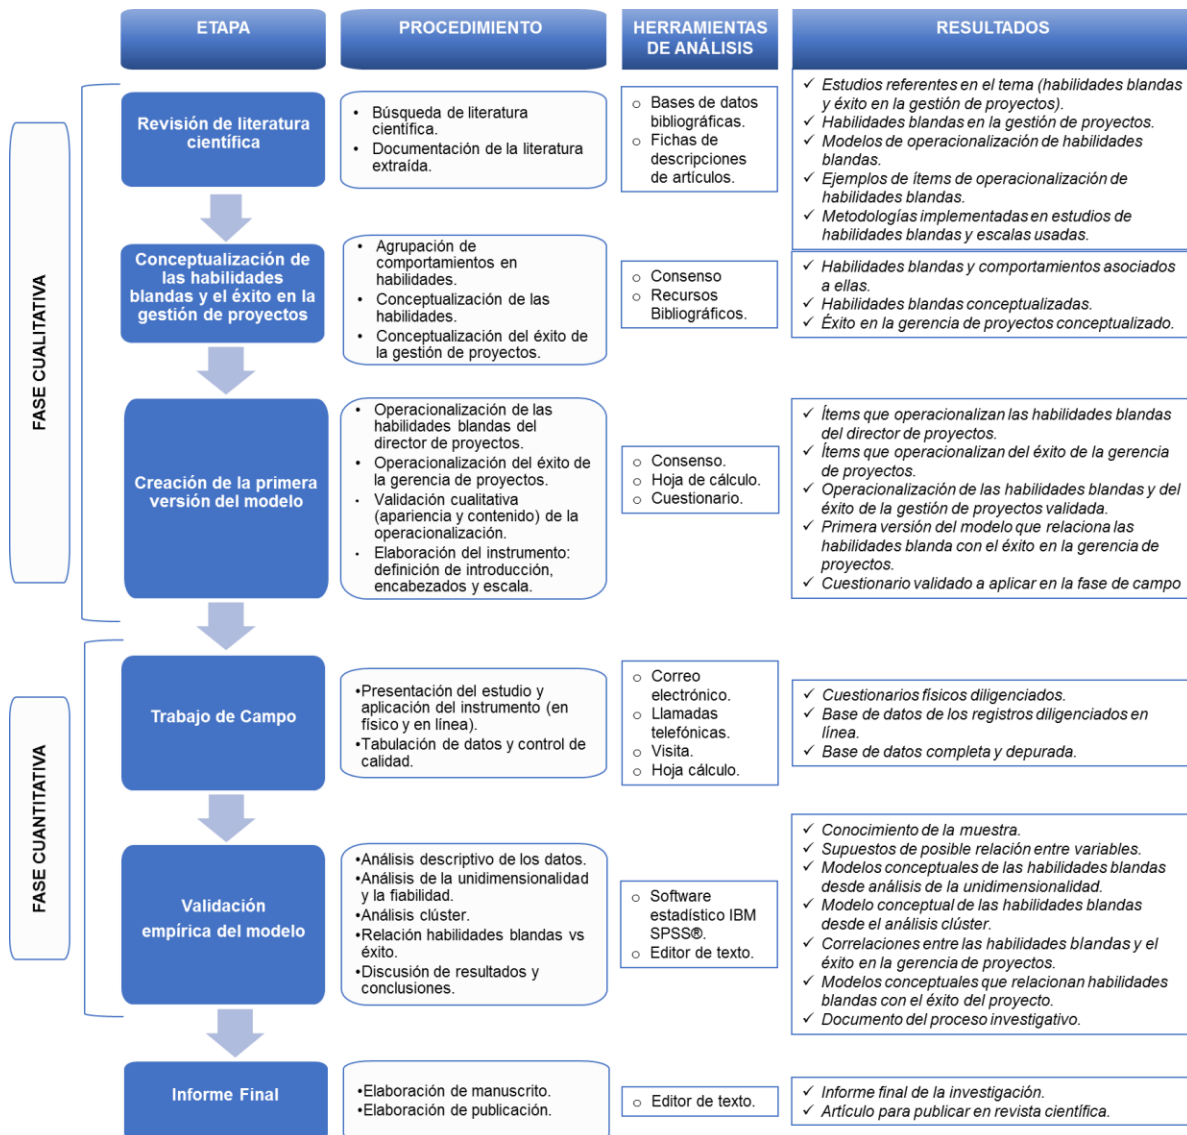 ETAPA
PROCEDIMIENTO
HERRAMIENTAS
DE ANÁLISIS
RESULTADOS
FASE CUALITATIVA
Revisión de literatura
científica
• Búsqueda de literatura
científica.
• Documentación de la literatura
extraída.
o Bases de datos
bibliográficas.
o Fichas de
descripciones
de artículos.
✓ Estudios referentes en el tema (habilidades blandas
y éxito en la gestión de proyectos).
✓ Habilidades blandas en la gestión de proyectos.
✓ Modelos de operacionalización de habilidades
blandas.
✓ Ejemplos de ítems de operacionalización de
habilidades blandas.
✓ Metodologías implementadas en estudios de
habilidades blandas y escalas usadas.
Conceptualización de
las habilidades
blandas y el éxito en la
gestión de proyectos
• Agrupación de
comportamientos en
habilidades.
• Conceptualización de las
habilidades.
• Conceptualización del éxito de
la gestión de proyectos.
o Consenso
o Recursos
Bibliográficos.
✓ Habilidades blandas y comportamientos asociados
a ellas.
✓ Habilidades blandas conceptualizadas.
✓ Éxito en la gerencia de proyectos conceptualizado.
Creación de la primera
versión del modelo
• Operacionalización de las
habilidades blandas del
director de proyectos.
• Operacionalización del éxito de
la gerencia de proyectos.
• Validación cualitativa
(apariencia y contenido) de la
operacionalización.
• Elaboración del instrumento:
definición de introducción,
encabezados y escala.
o Consenso.
o Hoja de cálculo.
o Cuestionario.
✓ Ítems que operacionalizan las habilidades blandas
del director de proyectos.
✓ Ítems que operacionalizan del éxito de la gerencia
de proyectos.
✓ Operacionalización de las habilidades blandas y del
éxito de la gestión de proyectos validada.
✓ Primera versión del modelo que relaciona las
habilidades blanda con el éxito en la gerencia de
proyectos.
✓ Cuestionario validado a aplicar en la fase de campo
FASE CUANTITATIVA
Trabajo de Campo
•Presentación del estudio y
aplicación del instrumento (en
físico y en línea).
•Tabulación de datos y control de
calidad.
o Correo
electrónico.
o Llamadas
telefónicas.
o Visita.
o Hoja cálculo.
✓ Cuestionarios físicos diligenciados.
✓ Base de datos de los registros diligenciados en
línea.
✓ Base de datos completa y depurada.
Validación
empírica del modelo
•Análisis descriptivo de los datos.
•Análisis de la unidimensionalidad
y la fiabilidad.
•Análisis clúster.
•Relación habilidades blandas vs
éxito.
•Discusión de resultados y
conclusiones.
o Software
estadístico IBM
SPSS®.
o Editor de texto.
✓ Conocimiento de la muestra.
✓ Supuestos de posible relación entre variables.
✓ Modelos conceptuales de las habilidades blandas
desde análisis de la unidimensionalidad.
✓ Modelo conceptual de las habilidades blandas
desde el análisis clúster.
✓ Correlaciones entre las habilidades blandas y el
éxito en la gerencia de proyectos.
✓ Modelos conceptuales que relacionan habilidades
blandas con el éxito del proyecto.
✓ Documento del proceso investigativo.
Informe Final
•Elaboración de manuscrito.
•Elaboración de publicación.
o Editor de texto.
✓ Informe final de la investigación.
✓ Artículo para publicar en revista científica.